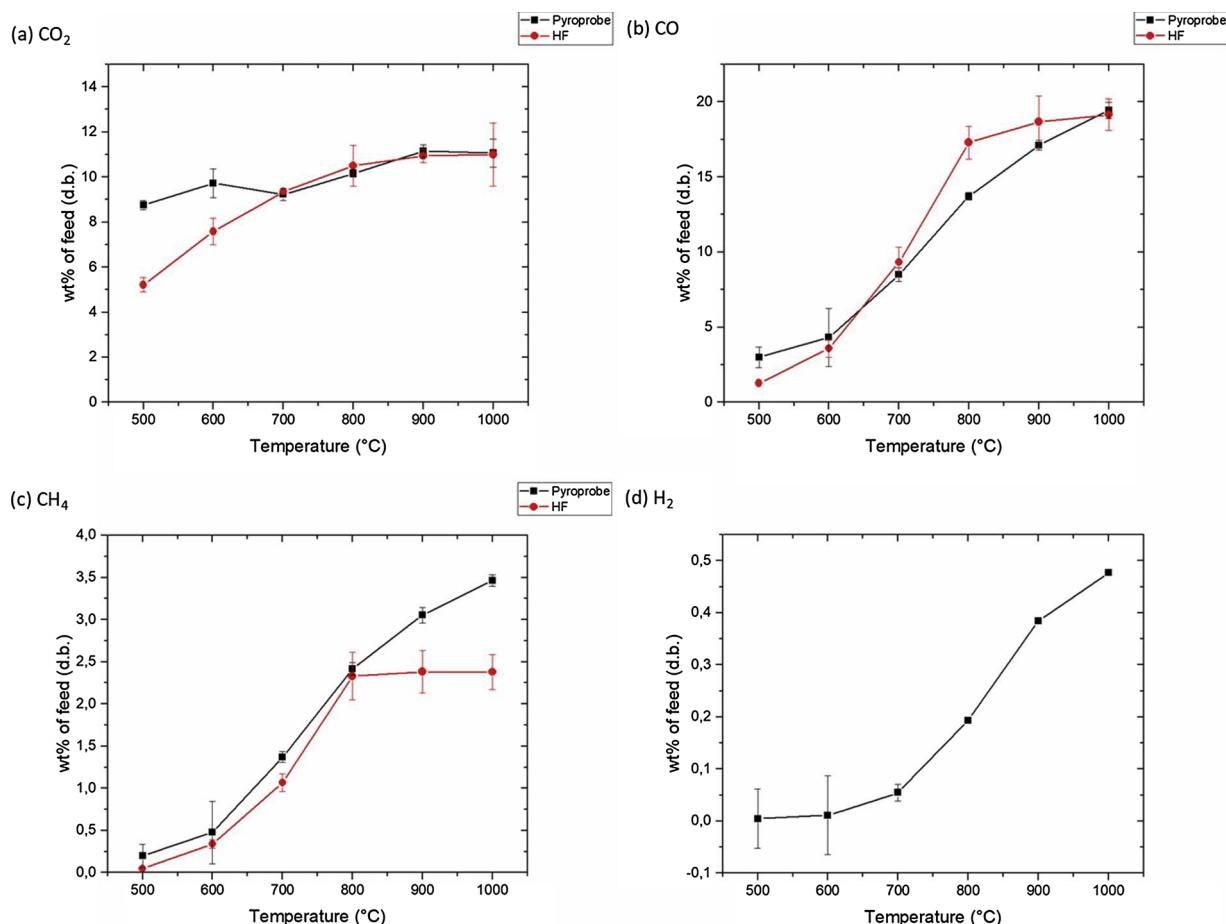 (a) CO₂
Pyroprobe
HF
14
12
10
8
6
4
2
0
wt% of feed (d.b.)
500 600 700 800 900 1000
Temperature (°C)
(b) CO
Pyroprobe
HF
20
15
10
5
0
wt% of feed (d.b.)
500 600 700 800 900 1000
Temperature (°C)
(c) CH₄
Pyroprobe
HF
4,0
3,5
3,0
2,5
2,0
1,5
1,0
0,5
0,0
wt% of feed (d.b.)
500 600 700 800 900 1000
Temperature (°C)
(d) H₂
0,5
0,4
0,3
0,2
0,1
0,0
-0,1
wt% of feed (d.b.)
500 600 700 800 900 1000
Temperature (°C)